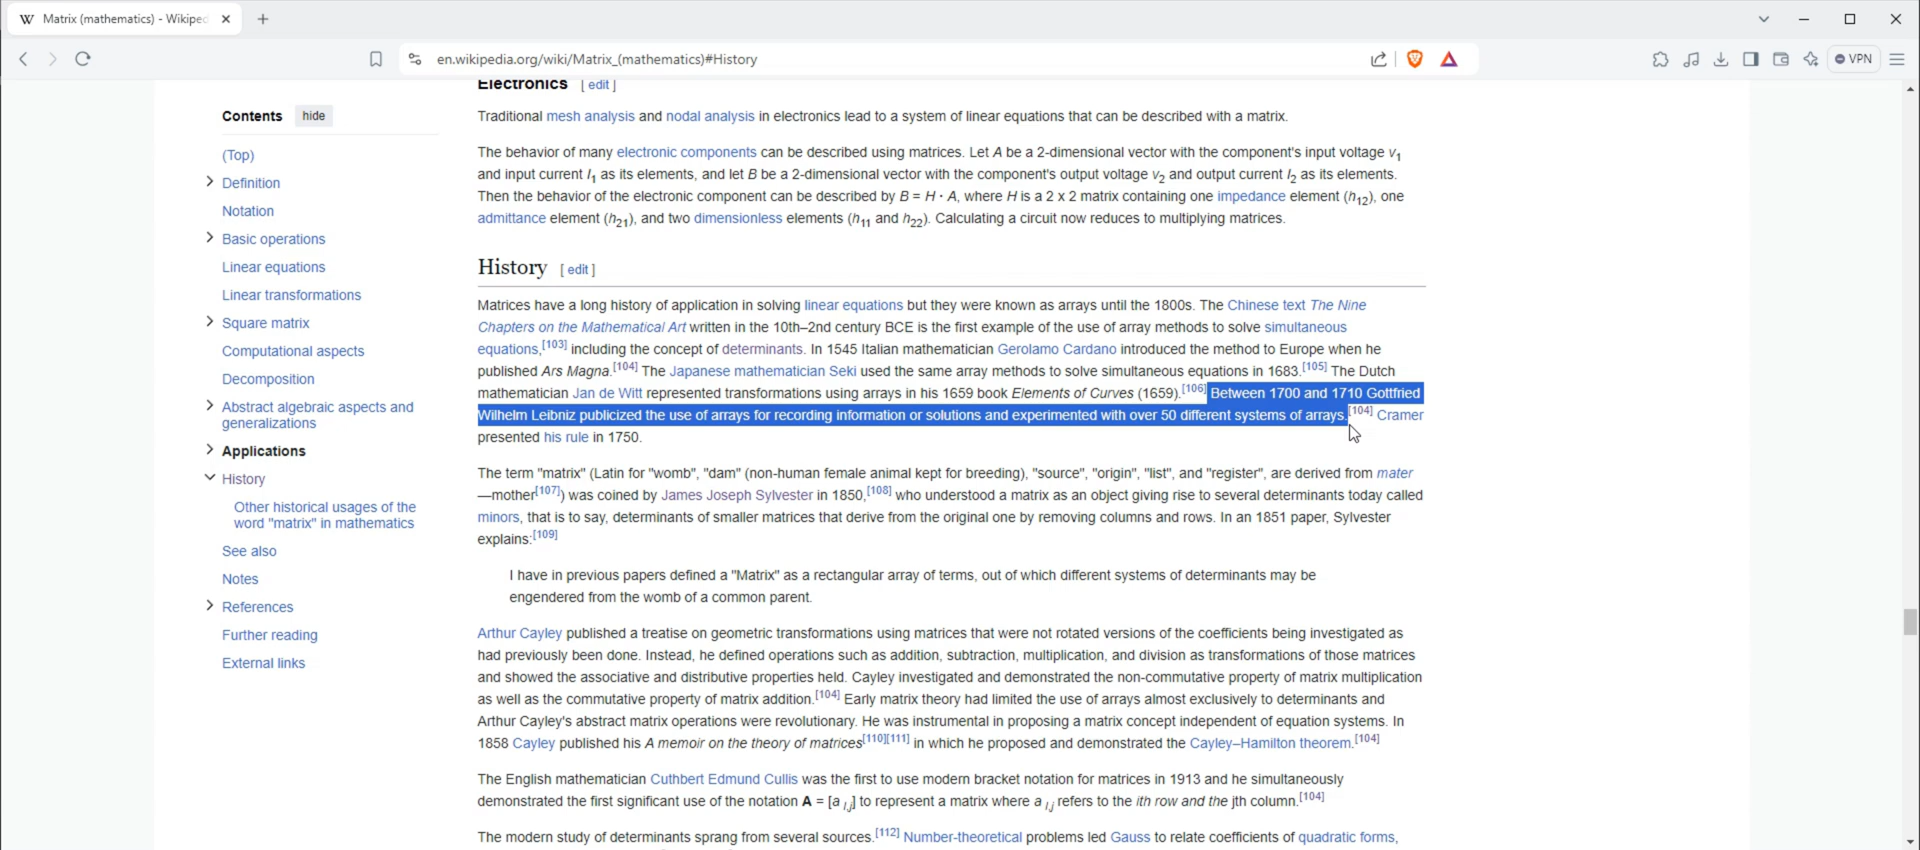 Matrix (mathematics) - Wikiped
en.wikipedia.org/wiki/Matrix_(mathematics)#History
VPN
Contents hide
(Top)
Definition
Notation
Basic operations
Linear equations
Linear transformations
Square matrix
Computational aspects
Decomposition
Abstract algebraic aspects and
generalizations
Applications
History
Other historical usages of the
word "matrix" in mathematics
See also
Notes
References
Further reading
External links
Electronics [ edit ]
Traditional mesh analysis and nodal analysis in electronics lead to a system of linear equations that can be described with a matrix.
The behavior of many electronic components can be described using matrices. Let A be a 2-dimensional vector with the component's input voltage v1
and input current I1 as its elements, and let B be a 2-dimensional vector with the component's output voltage v2 and output current I2 as its elements.
Then the behavior of the electronic component can be described by B = H · A, where H is a 2 x 2 matrix containing one impedance element (h12), one
admittance element (h21), and two dimensionless elements (h11 and h22). Calculating a circuit now reduces to multiplying matrices.
History [ edit ]
Matrices have a long history of application in solving linear equations but they were known as arrays until the 1800s. The Chinese text The Nine
Chapters on the Mathematical Art written in the 10th–2nd century BCE is the first example of the use of array methods to solve simultaneous
equations,[103] including the concept of determinants. In 1545 Italian mathematician Gerolamo Cardano introduced the method to Europe when he
published Ars Magna.[104] The Japanese mathematician Seki used the same array methods to solve simultaneous equations in 1683.[105] The Dutch
mathematician Jan de Witt represented transformations using arrays in his 1659 book Elements of Curves (1659).[106] Between 1700 and 1710 Gottfried
Wilhelm Leibniz publicized the use of arrays for recording information or solutions and experimented with over 50 different systems of arrays.[104] Cramer
presented his rule in 1750.
The term "matrix" (Latin for "womb", "dam" (non-human female animal kept for breeding), "source", "origin", "list", and "register", are derived from mater
—mother[107]) was coined by James Joseph Sylvester in 1850,[108] who understood a matrix as an object giving rise to several determinants today called
minors, that is to say, determinants of smaller matrices that derive from the original one by removing columns and rows. In an 1851 paper, Sylvester
explains:[109]
I have in previous papers defined a "Matrix" as a rectangular array of terms, out of which different systems of determinants may be
engendered from the womb of a common parent.
Arthur Cayley published a treatise on geometric transformations using matrices that were not rotated versions of the coefficients being investigated as
had previously been done. Instead, he defined operations such as addition, subtraction, multiplication, and division as transformations of those matrices
and showed the associative and distributive properties held. Cayley investigated and demonstrated the non-commutative property of matrix multiplication
as well as the commutative property of matrix addition.[104] Early matrix theory had limited the use of arrays almost exclusively to determinants and
Arthur Cayley's abstract matrix operations were revolutionary. He was instrumental in proposing a matrix concept independent of equation systems. In
1858 Cayley published his A memoir on the theory of matrices[110][111] in which he proposed and demonstrated the Cayley–Hamilton theorem.[104]
The English mathematician Cuthbert Edmund Cullis was the first to use modern bracket notation for matrices in 1913 and he simultaneously
demonstrated the first significant use of the notation A = [a i,j] to represent a matrix where a i,j refers to the ith row and the jth column.[104]
The modern study of determinants sprang from several sources.[112] Number-theoretical problems led Gauss to relate coefficients of quadratic forms,